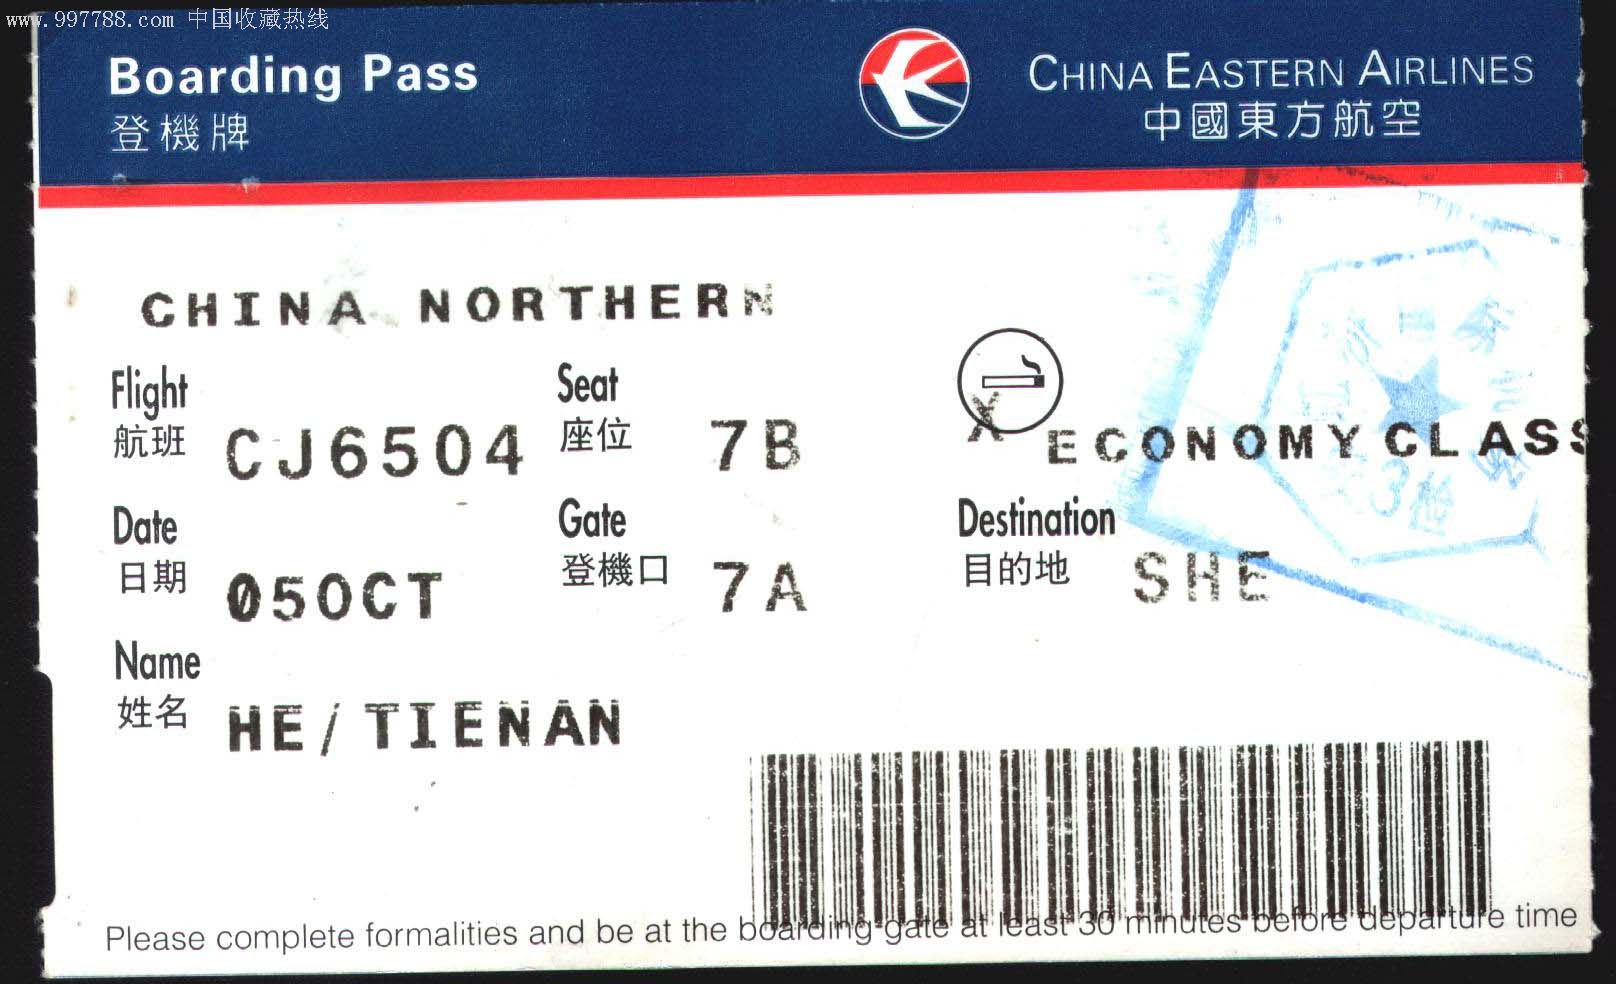 www.997788.com 中国收藏热线
Boarding Pass
登機牌
CHINA EASTERN AIRLINES
中國東方航空
CHINA NORTHERN
Flight
航班 CJ6504
Seat
座位 7B
X ECONOMY CLASS
Date
日期 05OCT
Gate
登機口 7A
Destination
目的地 SHE
3檢
Name
姓名 HE/TIENAN
Please complete formalities and be at the boarding gate at least 30 minutes before departure time